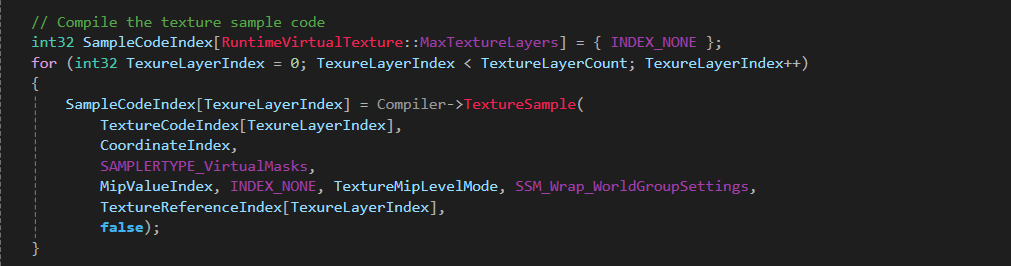 // Compile the texture sample code
int32 SampleCodeIndex[RuntimeVirtualTexture::MaxTextureLayers] = { INDEX_NONE };
for (int32 TexureLayerIndex = 0; TexureLayerIndex < TextureLayerCount; TexureLayerIndex++)
{
SampleCodeIndex[TexureLayerIndex] = Compiler->TextureSample(
TextureCodeIndex[TexureLayerIndex],
CoordinateIndex,
SAMPLERTYPE_VirtualMasks,
MipValueIndex, INDEX_NONE, TextureMipLevelMode, SSM_Wrap_WorldGroupSettings,
TextureReferenceIndex[TexureLayerIndex],
false);
}